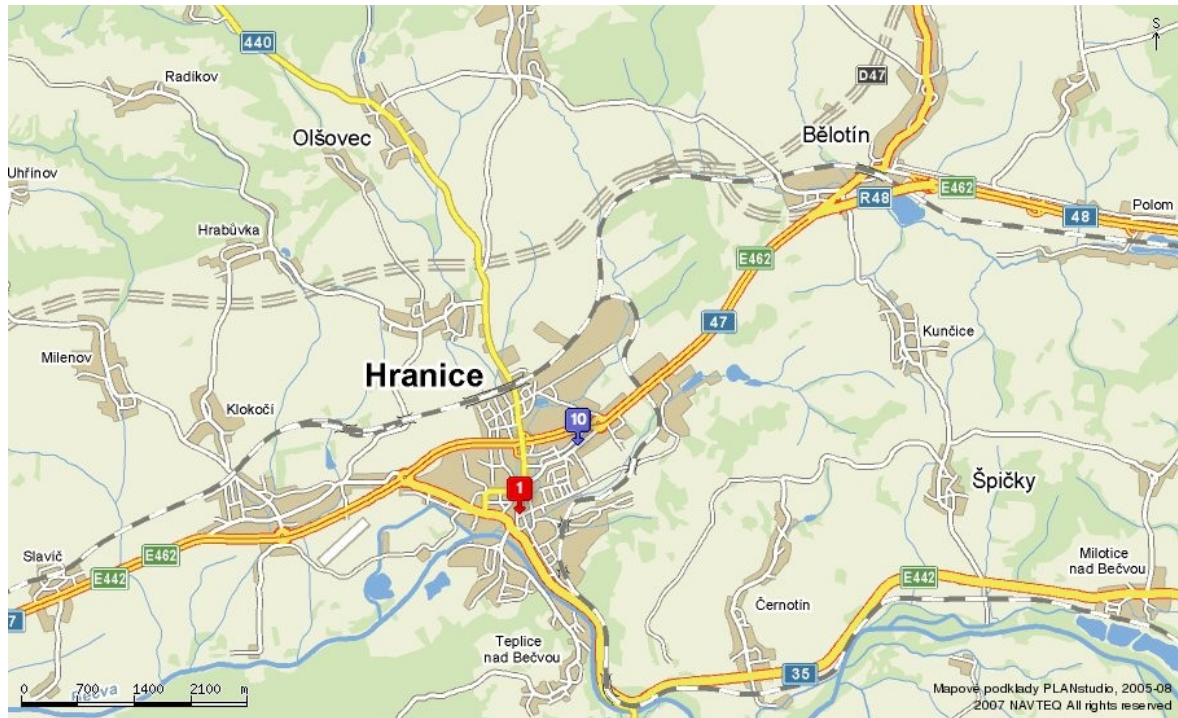 S
440
D47
Radíkov
Olšovec
Bělotín
Uhřínov
E462
R48
48
Polom
Hrabůvka
E462
47
Kunčice
Milenov
Hranice
Klokočí
10
1
Špičky
Slavíč
E462
E442
Milotice
nad Bečvou
E442
Černotín
7
Teplice
nad Bečvou
35
0 700 1400 2100 m
Mapové podklady PLANstudio, 2005-08
2007 NAVTEQ All rights reserved